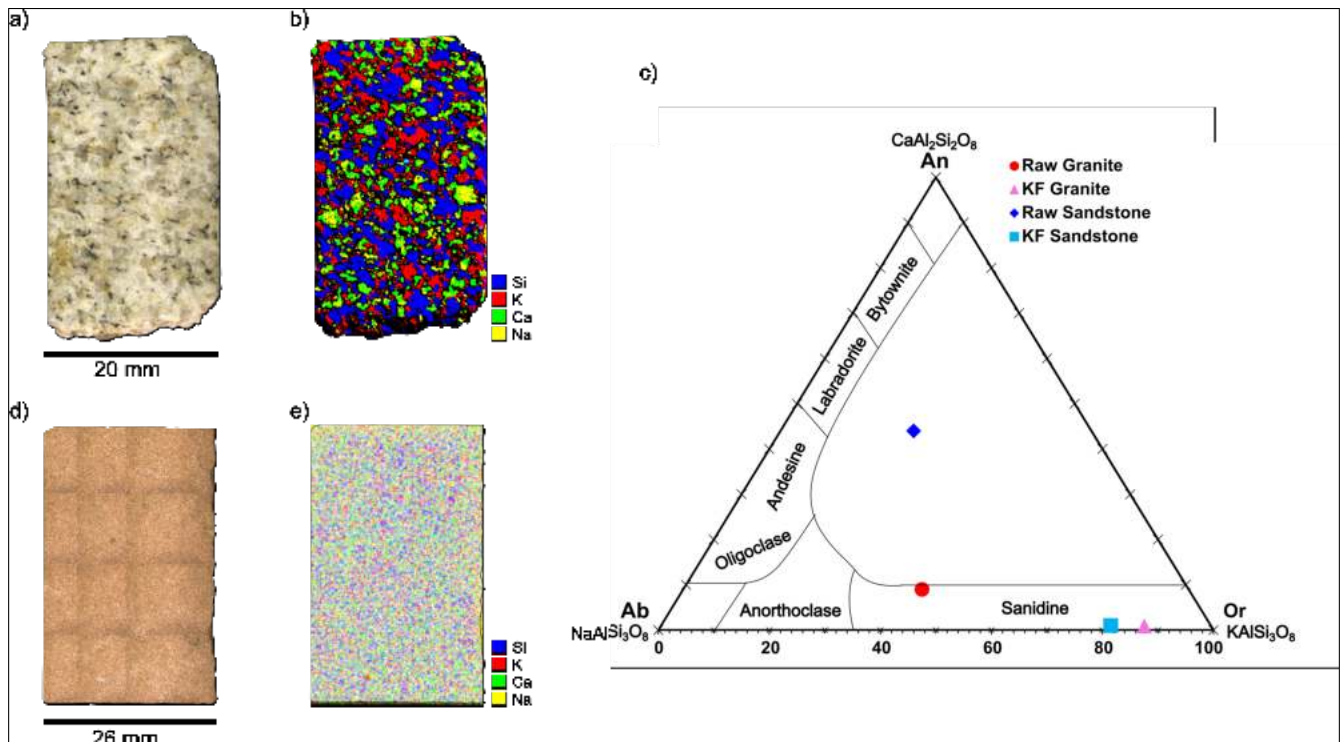 a)
b)
c)
Si
K
Ca
Na
20 mm
CaAl2Si2O8
An
Raw Granite
KF Granite
Raw Sandstone
KF Sandstone
Bytownite
Labradorite
Andesine
Oligoclase
Anorthoclase
Sanidine
Ab
NaAlSi3O8
Or
KAlSi3O8
0 20 40 60 80 100
d)
e)
Si
K
Ca
Na
26 mm